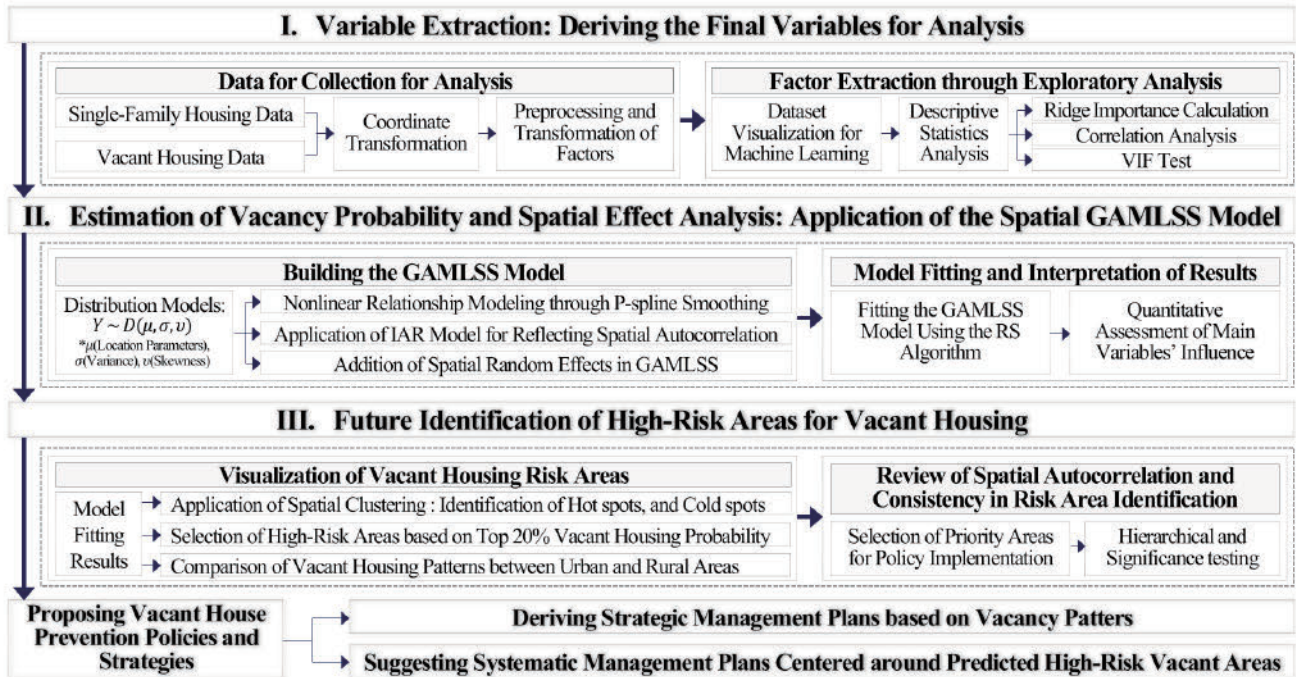 I. Variable Extraction: Deriving the Final Variables for Analysis
Data for Collection for Analysis
Single-Family Housing Data
Vacant Housing Data
Coordinate
Transformation
Preprocessing and
Transformation of
Factors
Factor Extraction through Exploratory Analysis
Dataset
Visualization for
Machine Learning
Descriptive
Statistics
Analysis
Ridge Importance Calculation
Correlation Analysis
VIF Test
II. Estimation of Vacancy Probability and Spatial Effect Analysis: Application of the Spatial GAMLSS Model
Building the GAMLSS Model
Distribution Models:
Y ~ D(μ, σ, υ)
*μ(Location Parameters),
σ(Variance), υ(Skewness)
Nonlinear Relationship Modeling through P-spline Smoothing
Application of IAR Model for Reflecting Spatial Autocorrelation
Addition of Spatial Random Effects in GAMLSS
Model Fitting and Interpretation of Results
Fitting the GAMLSS
Model Using the RS
Algorithm
Quantitative
Assessment of Main
Variables' Influence
III. Future Identification of High-Risk Areas for Vacant Housing
Visualization of Vacant Housing Risk Areas
Model
Fitting
Results
Application of Spatial Clustering : Identification of Hot spots, and Cold spots
Selection of High-Risk Areas based on Top 20% Vacant Housing Probability
Comparison of Vacant Housing Patterns between Urban and Rural Areas
Review of Spatial Autocorrelation and
Consistency in Risk Area Identification
Selection of Priority Areas
for Policy Implementation
Hierarchical and
Significance testing
Proposing Vacant House
Prevention Policies and
Strategies
Deriving Strategic Management Plans based on Vacancy Patters
Suggesting Systematic Management Plans Centered around Predicted High-Risk Vacant Areas